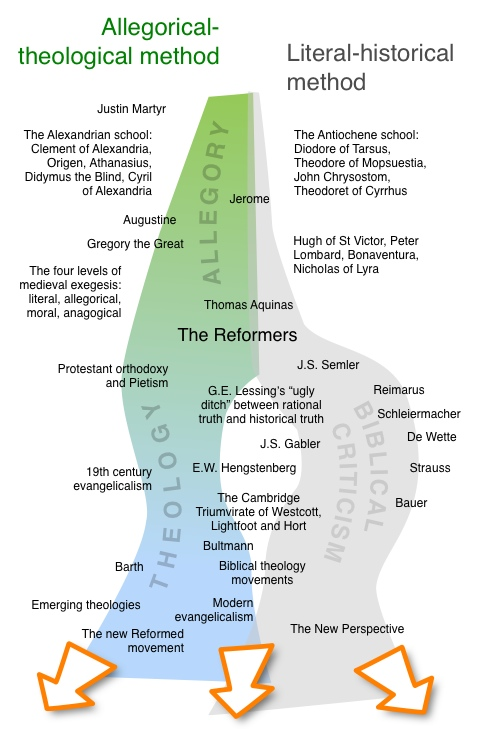 Allegorical-
theological method
Literal-historical
method
Justin Martyr
The Alexandrian school:
Clement of Alexandria,
Origen, Athanasius,
Didymus the Blind, Cyril
of Alexandria
The Antiochene school:
Diodore of Tarsus,
Theodore of Mopsuestia,
John Chrysostom,
Theodoret of Cyrrhus
ALLEGORY
Jerome
Augustine
Gregory the Great
Hugh of St Victor, Peter
Lombard, Bonaventura,
Nicholas of Lyra
The four levels of
medieval exegesis:
literal, allegorical,
moral, anagogical
Thomas Aquinas
The Reformers
J.S. Semler
Protestant orthodoxy
and Pietism
G.E. Lessing's “ugly
ditch” between rational
truth and historical truth
Reimarus
Schleiermacher
De Wette
J.S. Gabler
THEOLOGY
BIBLICAL
CRITICISM
19th century
evangelicalism
E.W. Hengstenberg
Strauss
The Cambridge
Triumvirate of Westcott,
Lightfoot and Hort
Bauer
Bultmann
Barth
Biblical theology
movements
Emerging theologies
Modern
evangelicalism
The new Reformed
movement
The New Perspective